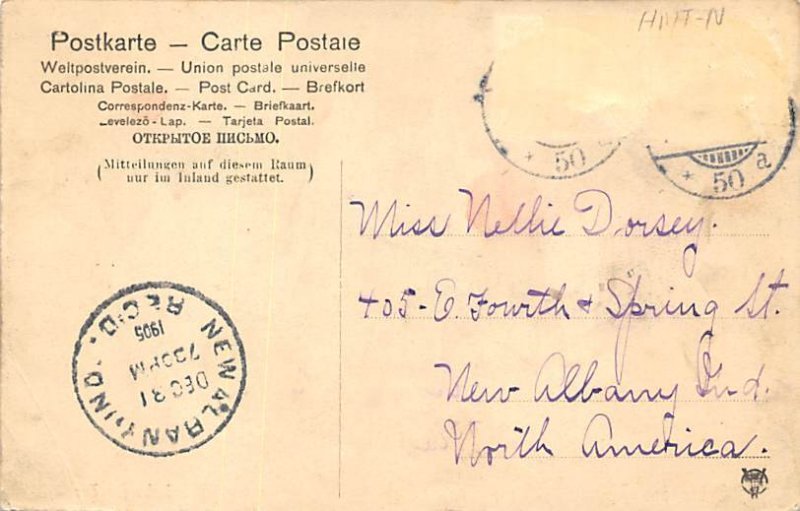 HNT-N
Postkarte — Carte Postale
Weltpostverein. — Union postale universelle
Cartolina Postale. — Post Card. — Brefkort
Correspondenz-Karte. — Briefkaart.
Levelező-Lap. — Tarjeta Postal.
ОТКРЫТОЕ ПИСЬМО.
(Mitteilungen auf diesem Raum
nur im Inland gestattet.)
* 50 a
* 50 a
Miss Nellie Dorsey.
405-E. Fourth & Spring St.
New Albany Ind.
North America.
NEW ALBANY, IND.
REC'D.
1905
7 PM
DEC 31